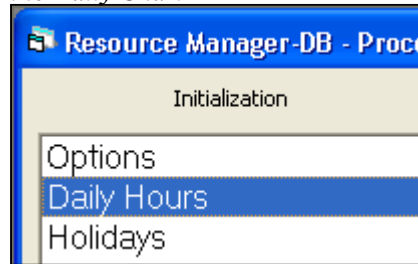 Resource Manager-DB - Proc
Initialization
Options
Daily Hours
Holidays